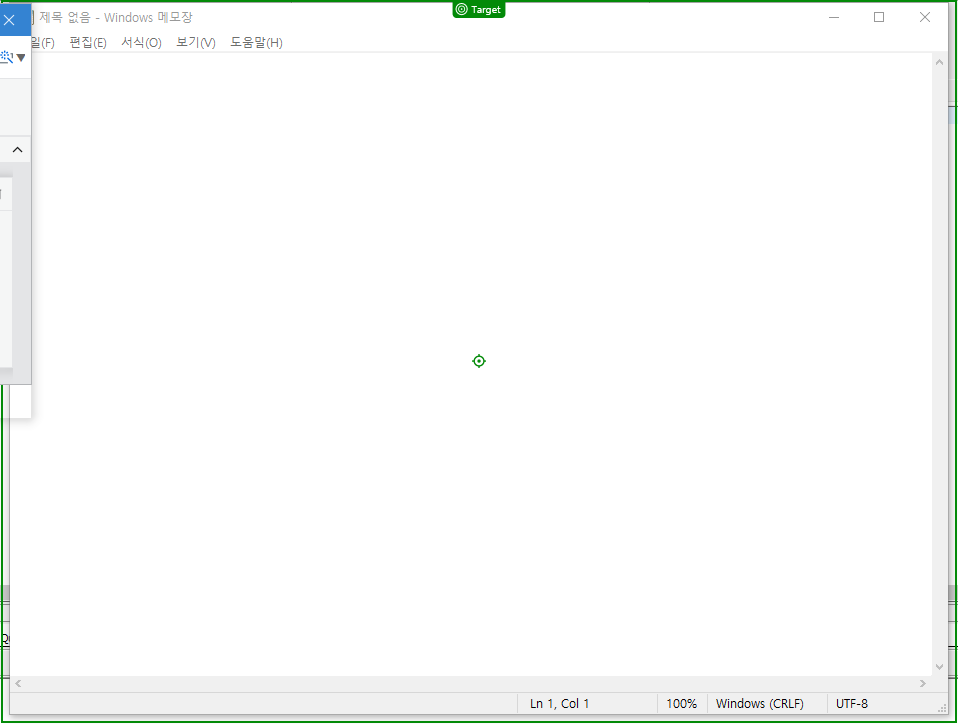 Target
제목 없음 - Windows 메모장
편집(E) 서식(O) 보기(V) 도움말(H)
Ln 1, Col 1 100% Windows (CRLF) UTF-8